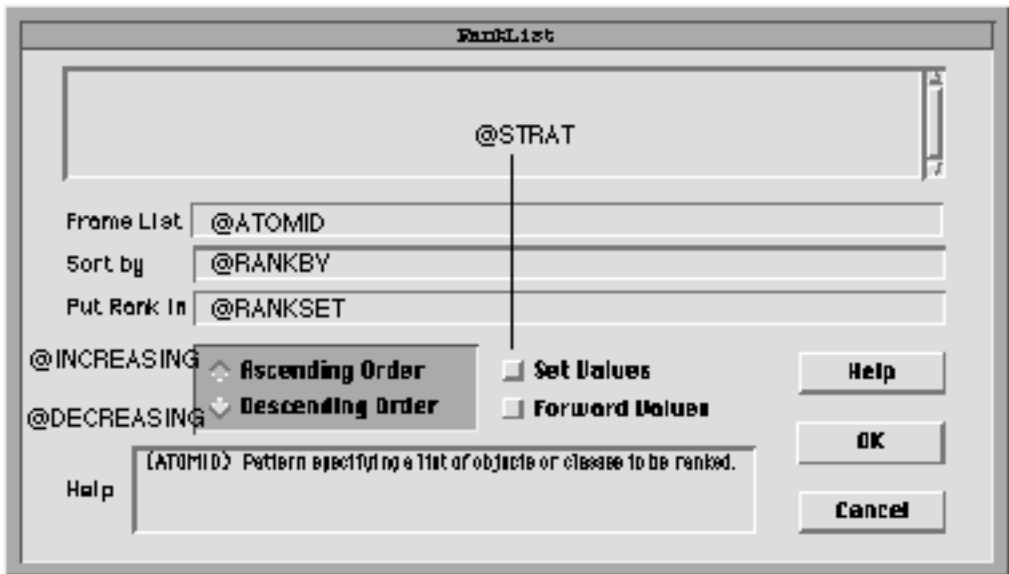 RankList
@STRAT
Frame List @ATOMID
Sort by @RANKBY
Put Rank In @RANKSET
@INCREASING Ascending Order
Set Values
Help
@DECREASING Descending Order
Forward Values
OK
Help
(ATOMID) Pattern specifying a list of objects or classes to be ranked.
Cancel